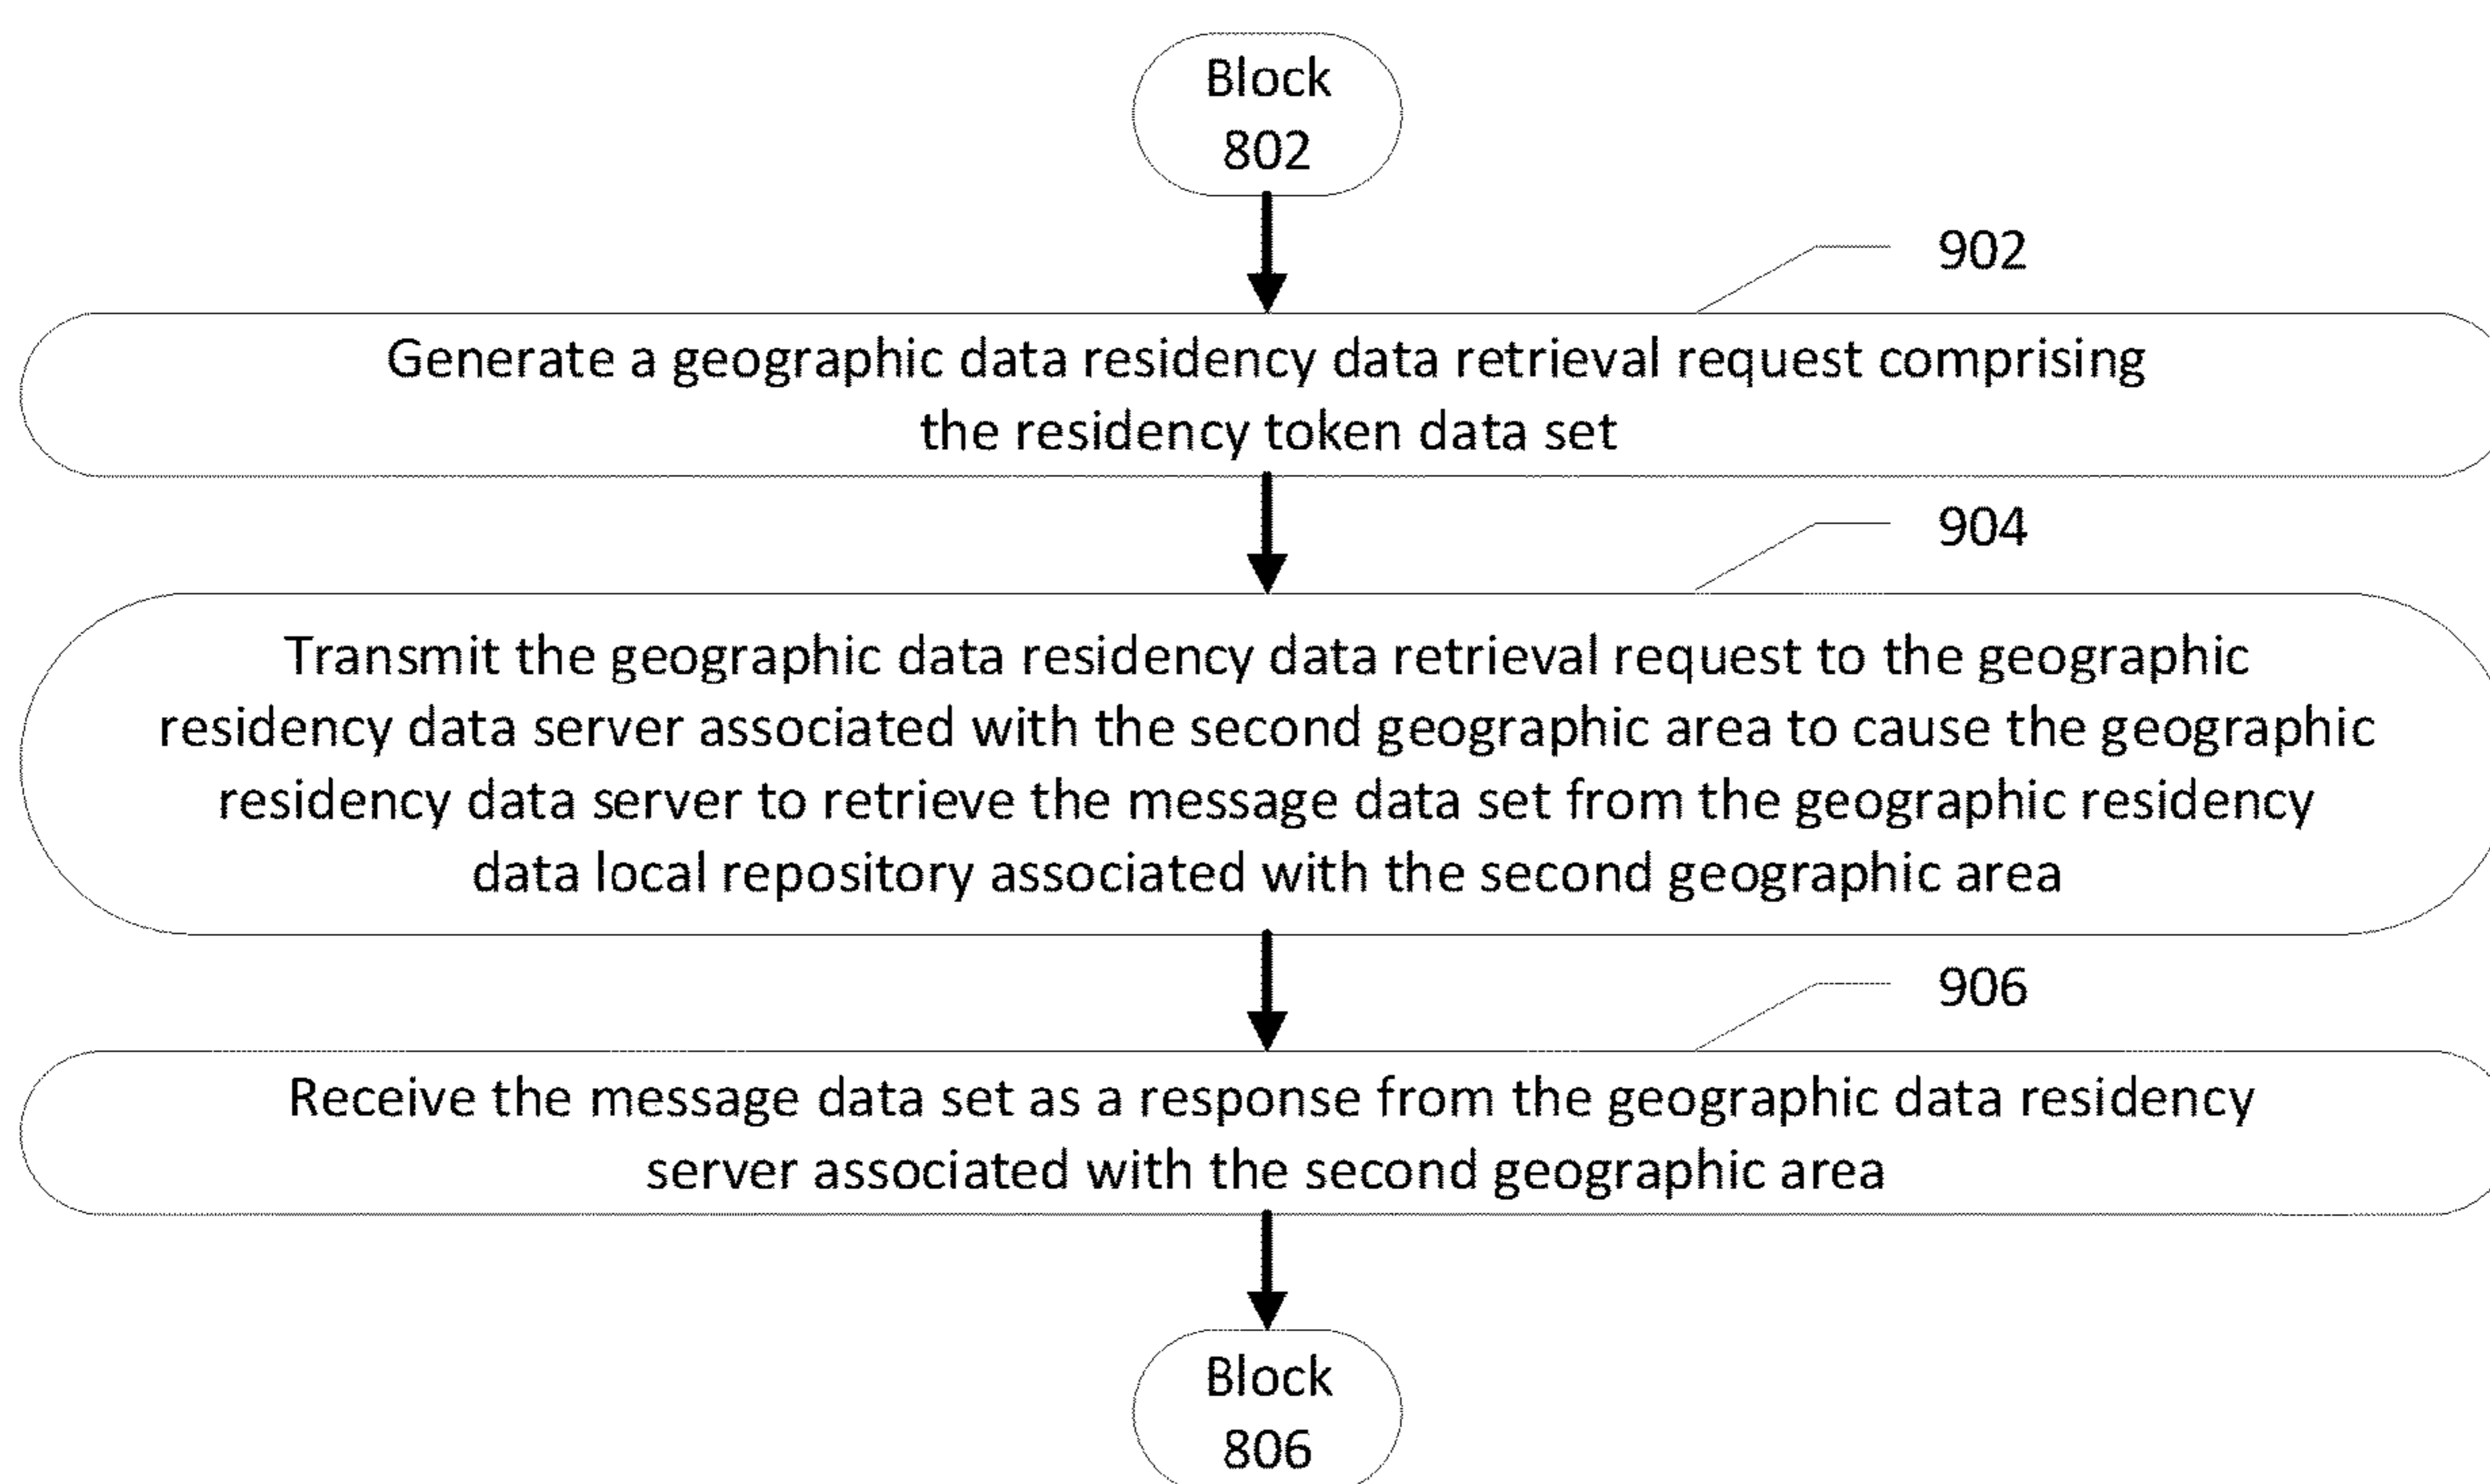 Block
802
902
Generate a geographic data residency data retrieval request comprising
the residency token data set
904
Transmit the geographic data residency data retrieval request to the geographic
residency data server associated with the second geographic area to cause the geographic
residency data server to retrieve the message data set from the geographic residency
data local repository associated with the second geographic area
906
Receive the message data set as a response from the geographic data residency
server associated with the second geographic area
Block
806